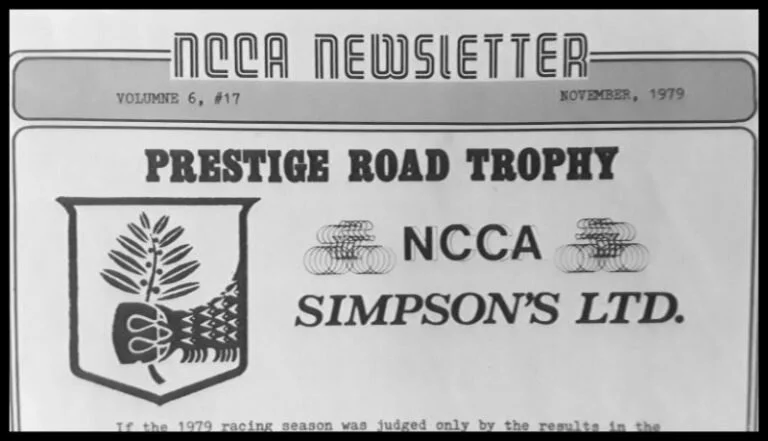 NCCA NEWSLETTER
VOLUMNE 6, #17 NOVEMBER, 1979
PRESTIGE ROAD TROPHY
NCCA
SIMPSON'S LTD.
If the 1979 racing season was judged only by the results in the